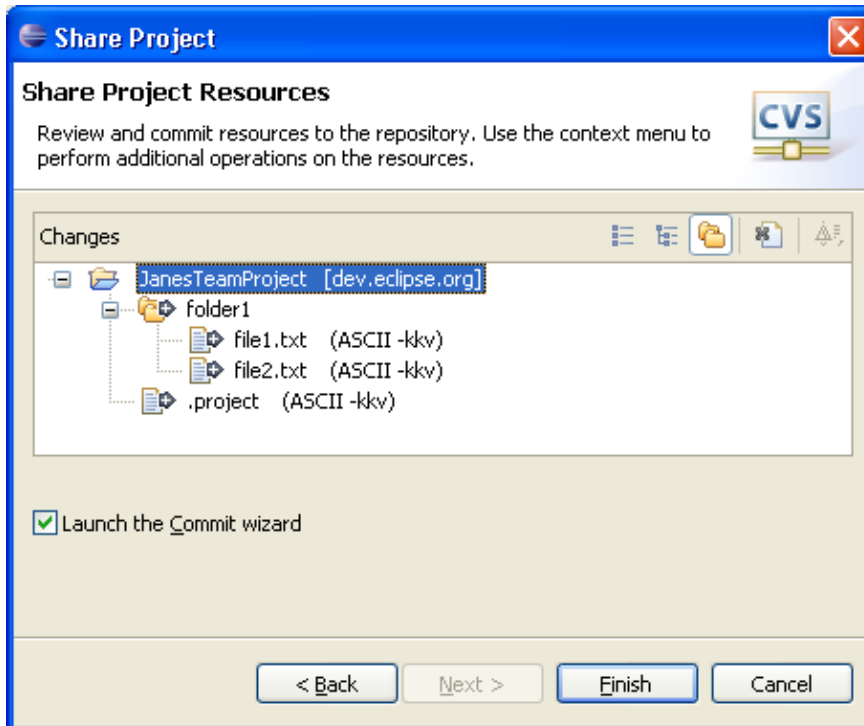 Share Project
Share Project Resources
Review and commit resources to the repository. Use the context menu to
perform additional operations on the resources.
CVS
Changes
JanesTeamProject [dev.eclipse.org]
folder1
file1.txt (ASCII -kkv)
file2.txt (ASCII -kkv)
.project (ASCII -kkv)
Launch the Commit wizard
< Back Next > Finish Cancel